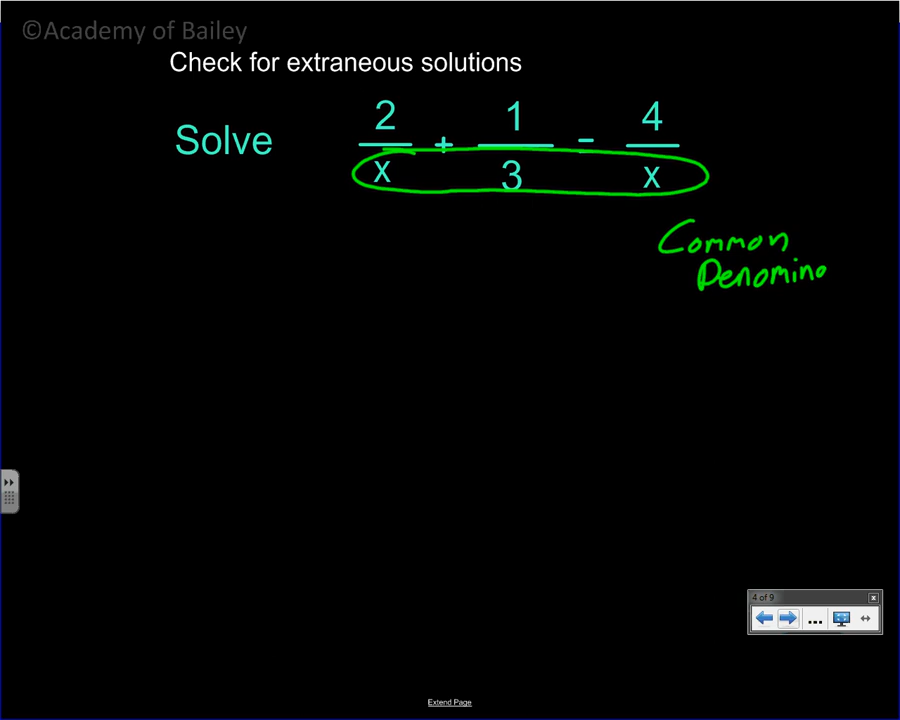 ©Academy of Bailey
Check for extraneous solutions
Solve 2/x + 1/3 = 4/x
Common
Denomino
4 of 9
Extend Page